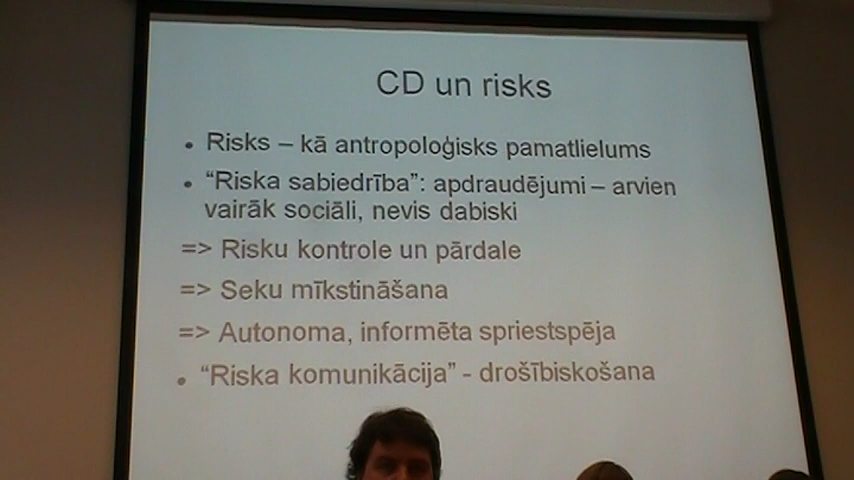 CD un risks
• Risks – kā antropoloģisks pamatlielums
• “Riska sabiedrība”: apdraudējumi – arvien
vairāk sociāli, nevis dabiski
=> Risku kontrole un pārdale
=> Seku mīkstināšana
=> Autonoma, informēta spriestspēja
• “Riska komunikācija” - drošībiskošana